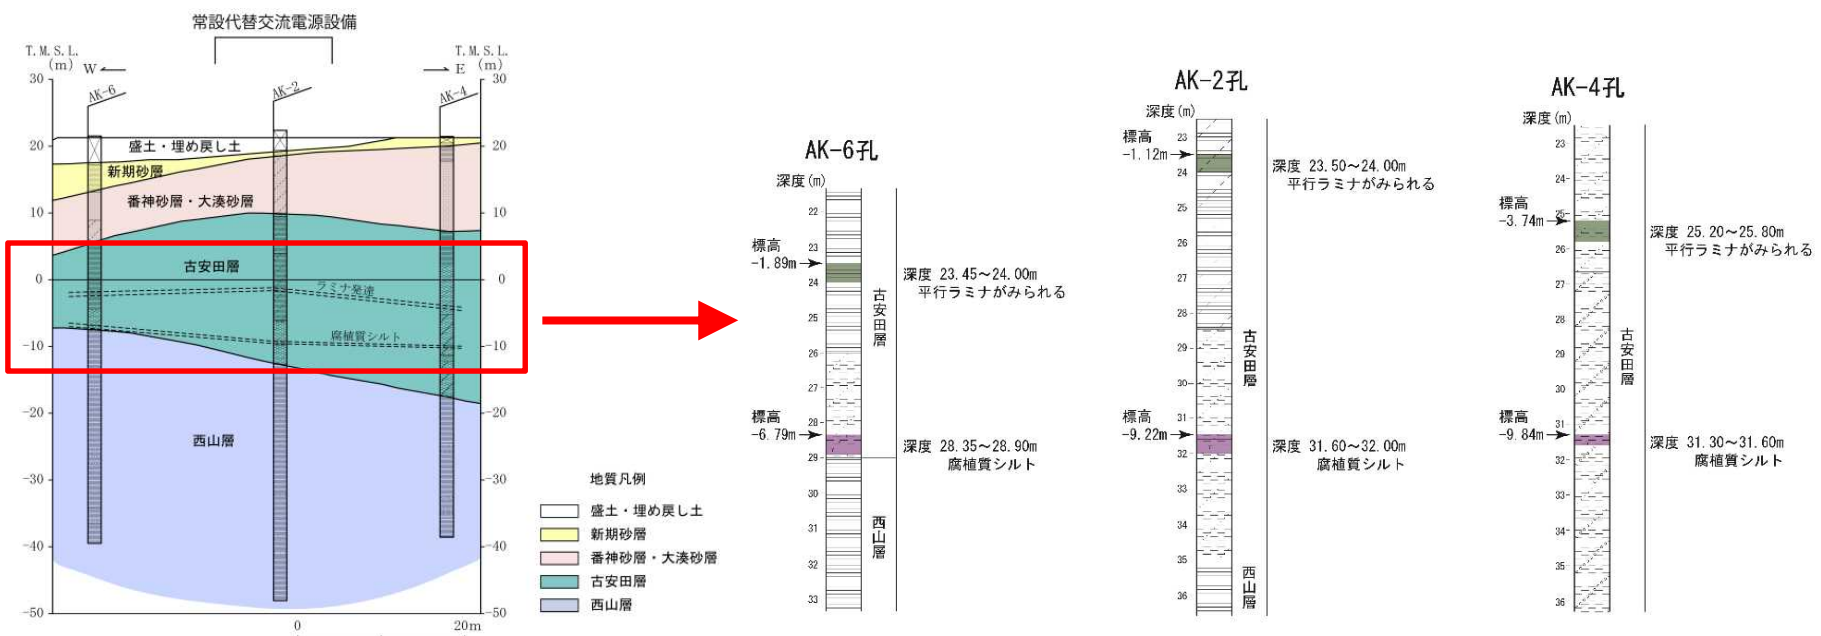 常設代替交流電源設備
T.M.S.L.
(m)
W
T.M.S.L.
(m)
E
30
20
10
0
-10
-20
-30
-40
-50
30
20
10
0
-10
-20
-30
-40
-50
AK-6
AK-2
AK-4
盛土・埋め戻し土
新期砂層
番神砂層・大湊砂層
古安田層
ラミナ発達
腐植質シルト
西山層
0
20m
地質凡例
盛土・埋め戻し土
新期砂層
番神砂層・大湊砂層
古安田層
西山層
AK-6孔
深度(m)
22
23
24
25
26
27
28
29
30
31
32
33
標高
-1.89m
標高
-6.79m
古安田層
西山層
深度 23.45～24.00m
平行ラミナがみられる
深度 28.35～28.90m
腐植質シルト
AK-2孔
深度(m)
23
24
25
26
27
28
29
30
31
32
33
34
35
36
標高
-1.12m
標高
-9.22m
古安田層
西山層
深度 23.50～24.00m
平行ラミナがみられる
深度 31.60～32.00m
腐植質シルト
AK-4孔
深度(m)
23
24
25
26
27
28
29
30
31
32
33
34
35
36
標高
-3.74m
標高
-9.84m
古安田層
深度 25.20～25.80m
平行ラミナがみられる
深度 31.30～31.60m
腐植質シルト